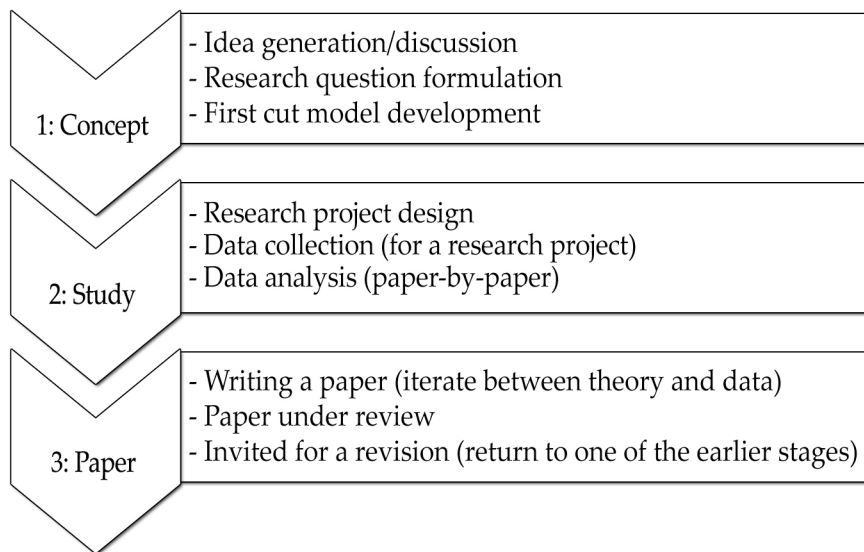 1: Concept
- Idea generation/discussion
- Research question formulation
- First cut model development
2: Study
- Research project design
- Data collection (for a research project)
- Data analysis (paper-by-paper)
3: Paper
- Writing a paper (iterate between theory and data)
- Paper under review
- Invited for a revision (return to one of the earlier stages)